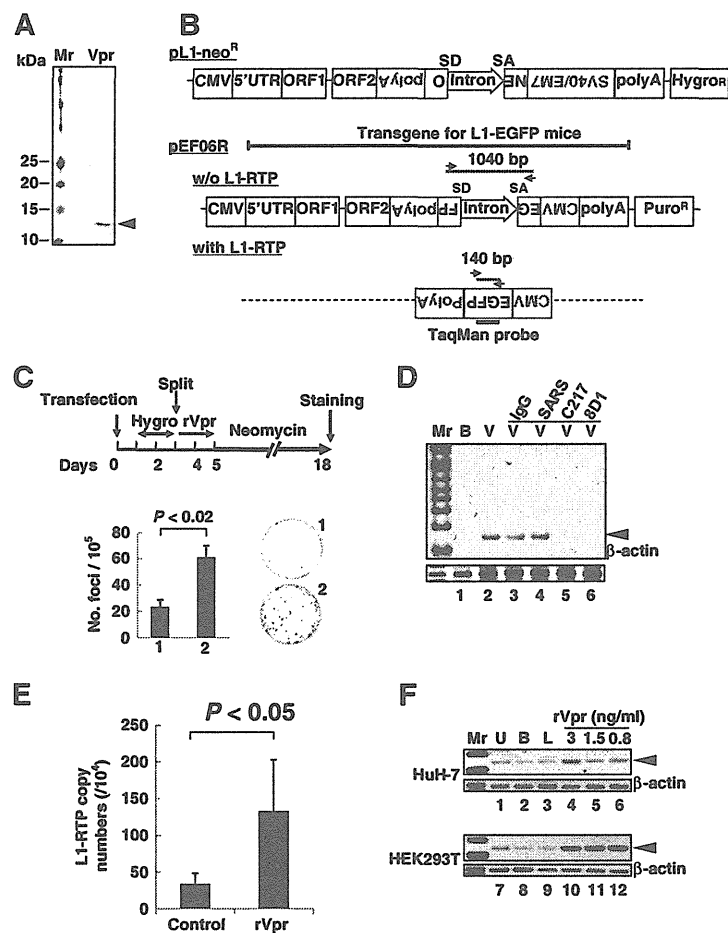 A
Mr Vpr
kDa
25
20
15
10
B
pL1-neoR
SD SA
CMV 5'UTR ORF1 ORF2 polyA O Intron NE SV40/EM7 polyA HygroR
Transgene for L1-EGFP mice
pEF06R
1040 bp
w/o L1-RTP
SD SA
CMV 5'UTR ORF1 ORF2 polyA FP Intron EG CMV polyA PuroR
with L1-RTP
140 bp
PolyA EGFP CMV
TaqMan probe
C
Split
Transfection Staining
Hygro rVpr
Neomycin
Days 0 2 4 5 18
P < 0.02
No. foci / 10^5
80
60
40
20
0
1 2
1
2
D
IgG SARS C217 8D1
Mr B V V V V V
β-actin
1 2 3 4 5 6
E
P < 0.05
L1-RTP copy numbers (/10^4)
250
200
150
100
50
0
Control rVpr
F
rVpr (ng/ml)
Mr U B L 3 1.5 0.8
HuH-7
β-actin
1 2 3 4 5 6
HEK293T
β-actin
7 8 9 10 11 12